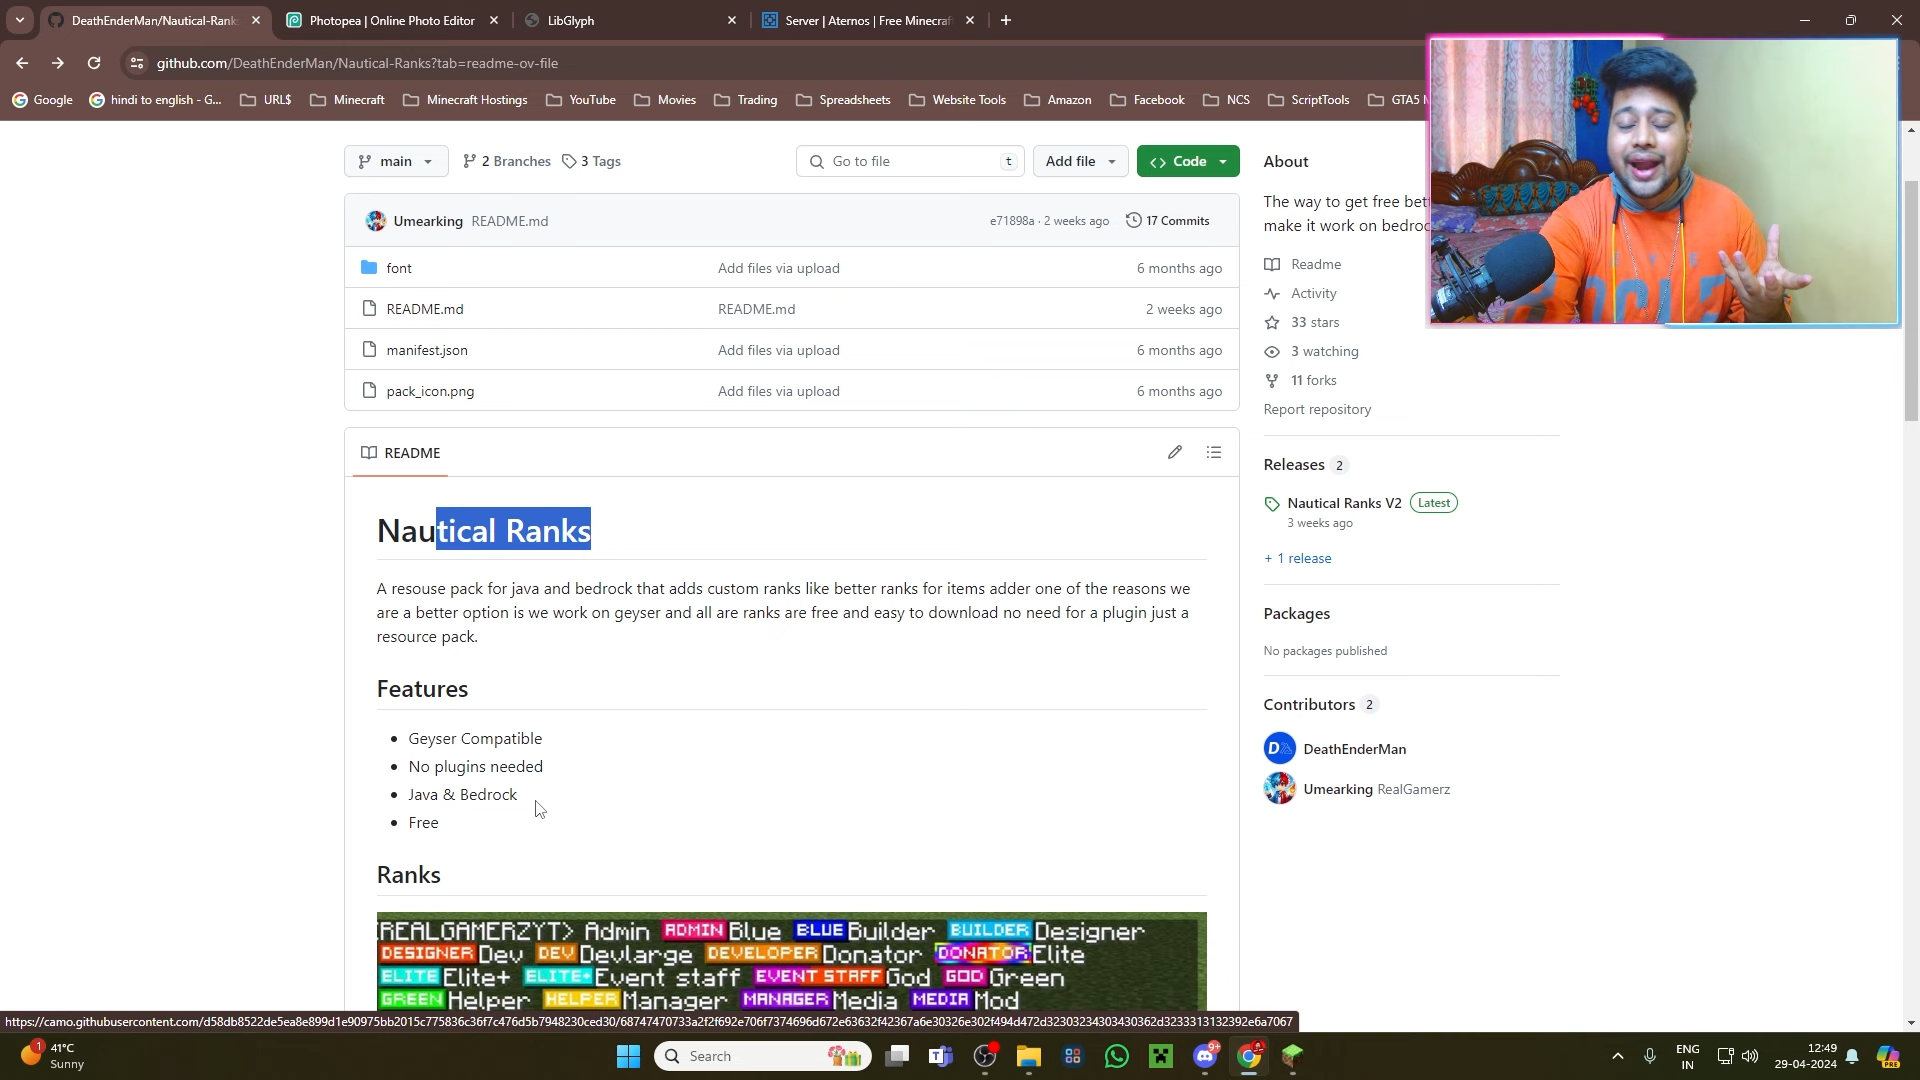 DeathEnderMan/Nautical-Rank
Photopea | Online Photo Editor
LibGlyph
Server | Aternos | Free Minecraf
github.com/DeathEnderMan/Nautical-Ranks?tab=readme-ov-file
Google
hindi to english - G...
URL$
Minecraft
Minecraft Hostings
YouTube
Movies
Trading
Spreadsheets
Website Tools
Amazon
Facebook
NCS
ScriptTools
GTA5
main
2 Branches
3 Tags
Go to file
t
Add file
Code
Umearking README.md
e71898a · 2 weeks ago
17 Commits
font
Add files via upload
6 months ago
README.md
README.md
2 weeks ago
manifest.json
Add files via upload
6 months ago
pack_icon.png
Add files via upload
6 months ago
README
Nautical Ranks
A resouse pack for java and bedrock that adds custom ranks like better ranks for items adder one of the reasons we
are a better option is we work on geyser and all are ranks are free and easy to download no need for a plugin just a
resource pack.
Features
Geyser Compatible
No plugins needed
Java & Bedrock
Free
Ranks
REALGAMERZYT> Admin ADMIN Blue BLUE Builder BUILDER Designer
DESIGNER Dev DEV Devlarge DEVELOPER Donator DONATOR Elite
ELITE Elite+ ELITE+ Event staff EVENT STAFF God GOD Green
GREEN Helper HELPER Manager MANAGER Media MEDIA Mod
About
The way to get free bett
make it work on bedroc
Readme
Activity
33 stars
3 watching
11 forks
Report repository
Releases 2
Nautical Ranks V2 Latest
3 weeks ago
+ 1 release
Packages
No packages published
Contributors 2
DeathEnderMan
Umearking RealGamerz
1
41°C
Sunny
Search
9+
ENG
IN
12:49
29-04-2024
PRE